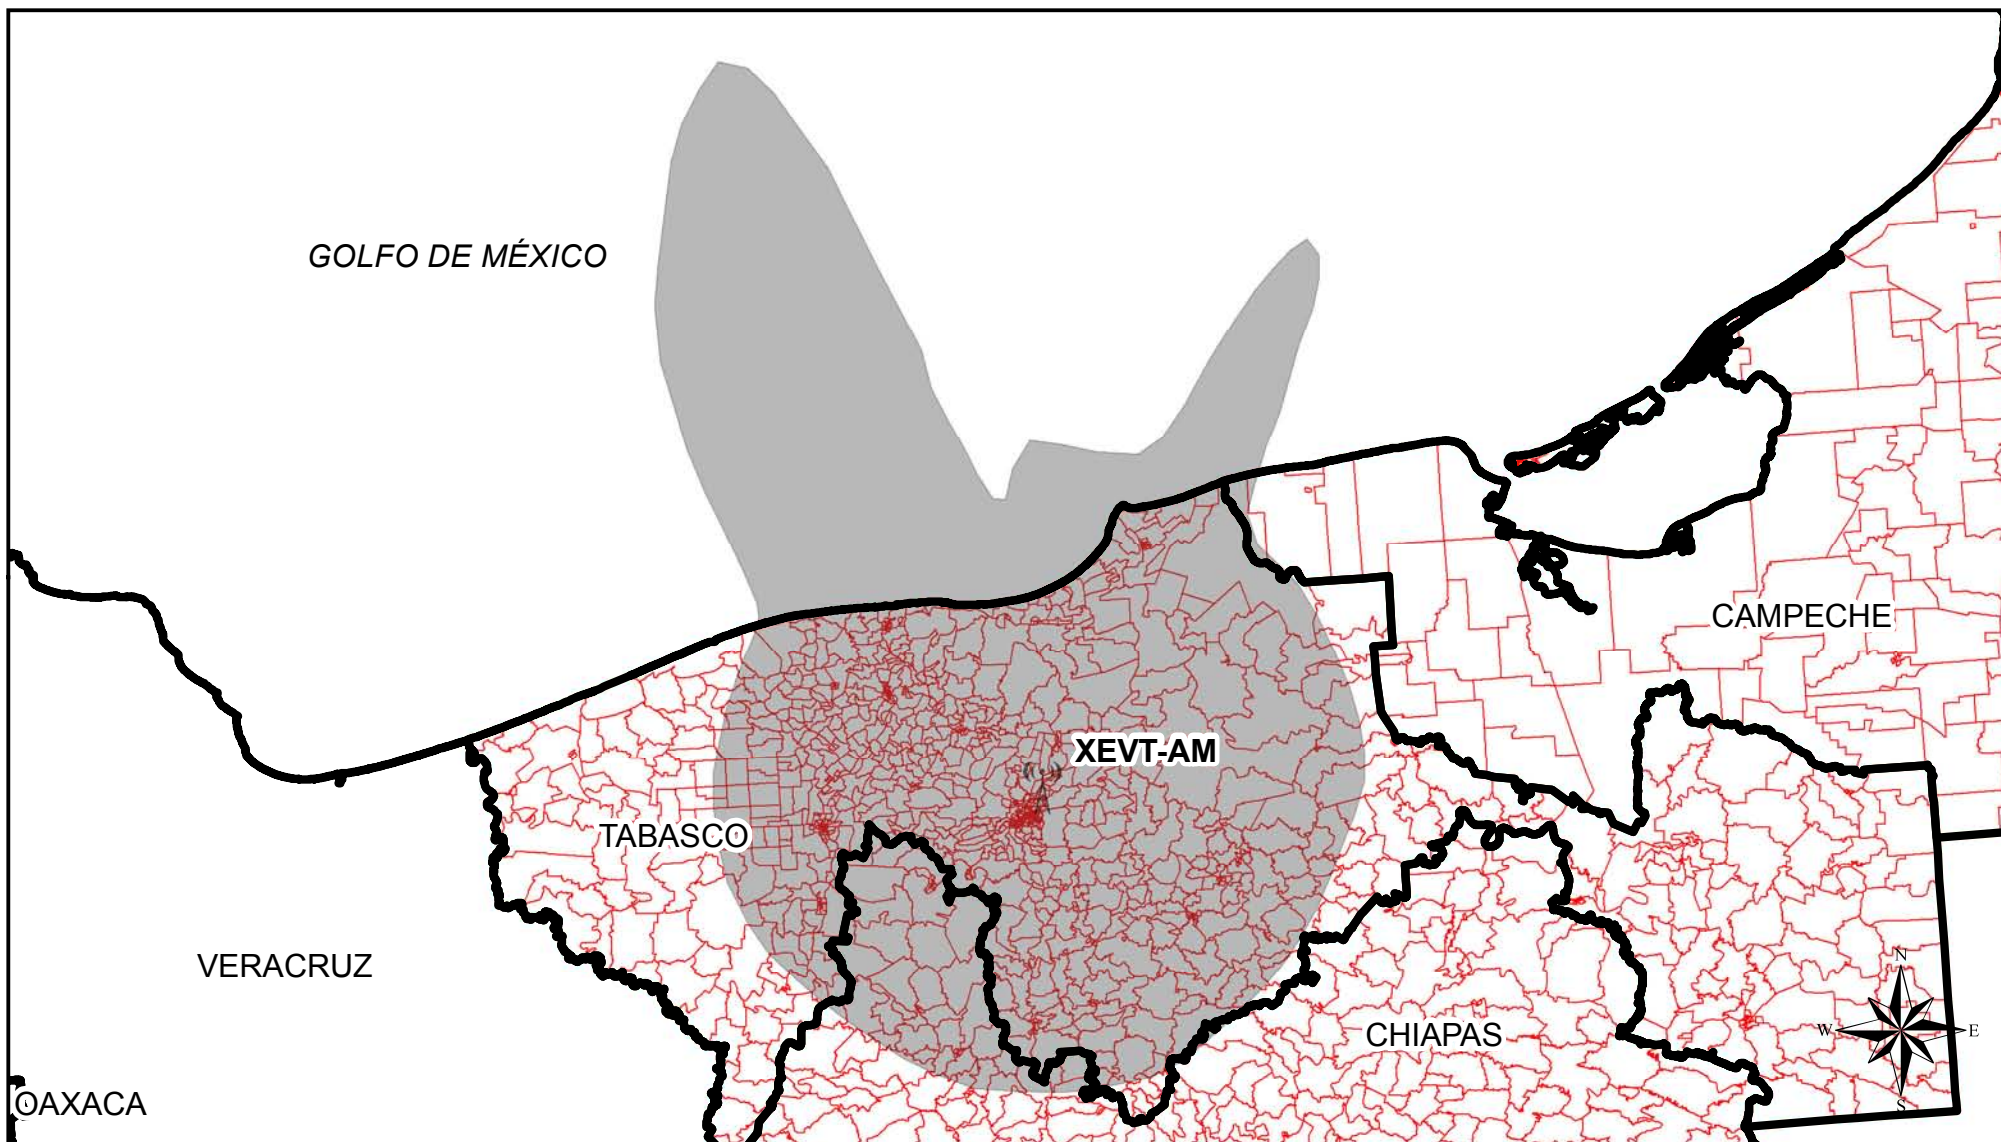 GOLFO DE MÉXICO
CAMPECHE
XEVT-AM
TABASCO
VERACRUZ
N
W
E
S
CHIAPAS
OAXACA